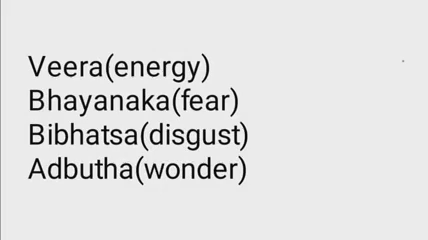 Veera(energy)
Bhayanaka(fear)
Bibhatsa(disgust)
Adbutha(wonder)